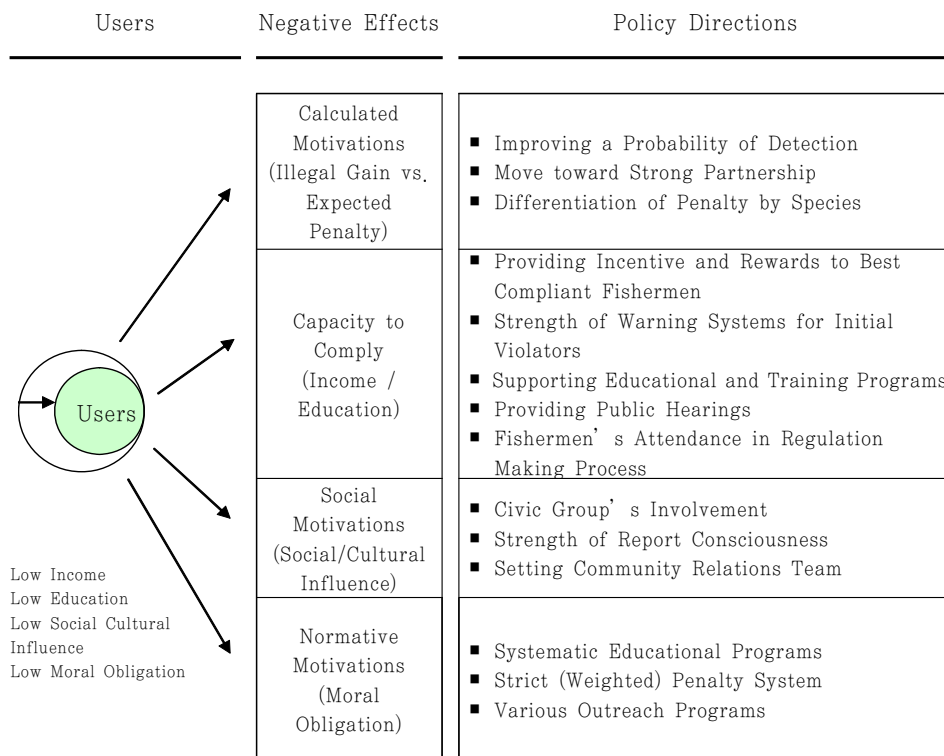 Users
Negative Effects
Policy Directions
Calculated
Motivations
(Illegal Gain vs.
Expected
Penalty)
■ Improving a Probability of Detection
■ Move toward Strong Partnership
■ Differentiation of Penalty by Species
Capacity to
Comply
(Income /
Education)
■ Providing Incentive and Rewards to Best
Compliant Fishermen
■ Strength of Warning Systems for Initial
Violators
■ Supporting Educational and Training Programs
■ Providing Public Hearings
■ Fishermen’s Attendance in Regulation
Making Process
Users
Social
Motivations
(Social/Cultural
Influence)
■ Civic Group’s Involvement
■ Strength of Report Consciousness
■ Setting Community Relations Team
Low Income
Low Education
Low Social Cultural
Influence
Low Moral Obligation
Normative
Motivations
(Moral
Obligation)
■ Systematic Educational Programs
■ Strict (Weighted) Penalty System
■ Various Outreach Programs